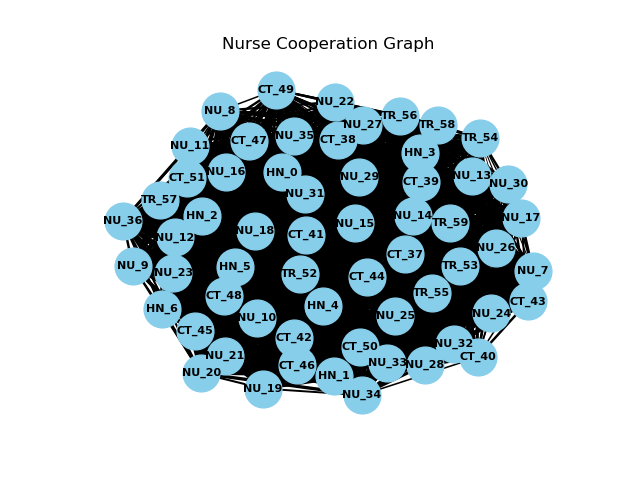 Nurse Cooperation Graph
CT_49
NU_8
NU_22
TR_56
NU_27
TR_58
NU_35
TR_54
CT_47
CT_38
NU_11
HN_3
NU_16
HN_0
NU_29
NU_13
CT_51
CT_39
NU_30
NU_31
TR_57
HN_2
NU_14
NU_17
NU_36
NU_15
TR_59
NU_18
CT_41
NU_12
NU_26
CT_37
NU_9
HN_5
TR_53
NU_7
NU_23
TR_52
CT_44
TR_55
CT_48
CT_43
HN_6
HN_4
NU_24
NU_10
NU_25
CT_45
CT_42
NU_32
CT_50
NU_21
CT_40
NU_33
CT_46
NU_28
NU_20
HN_1
NU_19
NU_34